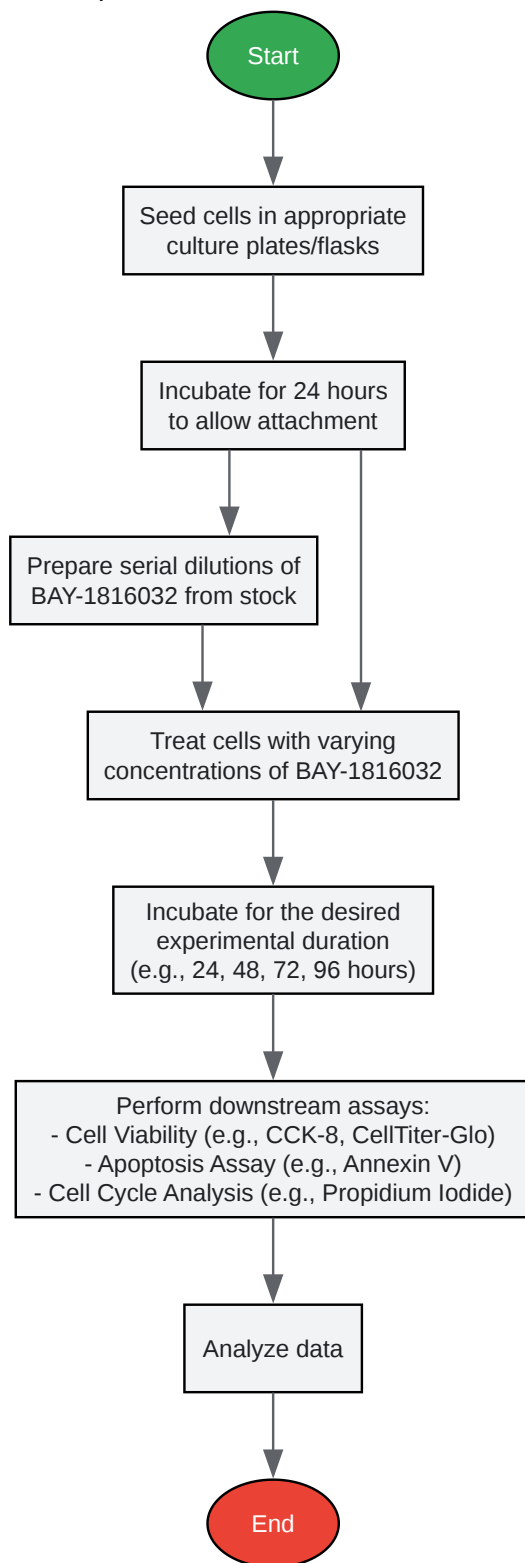 Start
Seed cells in appropriate
culture plates/flasks
Incubate for 24 hours
to allow attachment
Prepare serial dilutions of
BAY-1816032 from stock
Treat cells with varying
concentrations of BAY-1816032
Incubate for the desired
experimental duration
(e.g., 24, 48, 72, 96 hours)
Perform downstream assays:
- Cell Viability (e.g., CCK-8, CellTiter-Glo)
- Apoptosis Assay (e.g., Annexin V)
- Cell Cycle Analysis (e.g., Propidium Iodide)
Analyze data
End